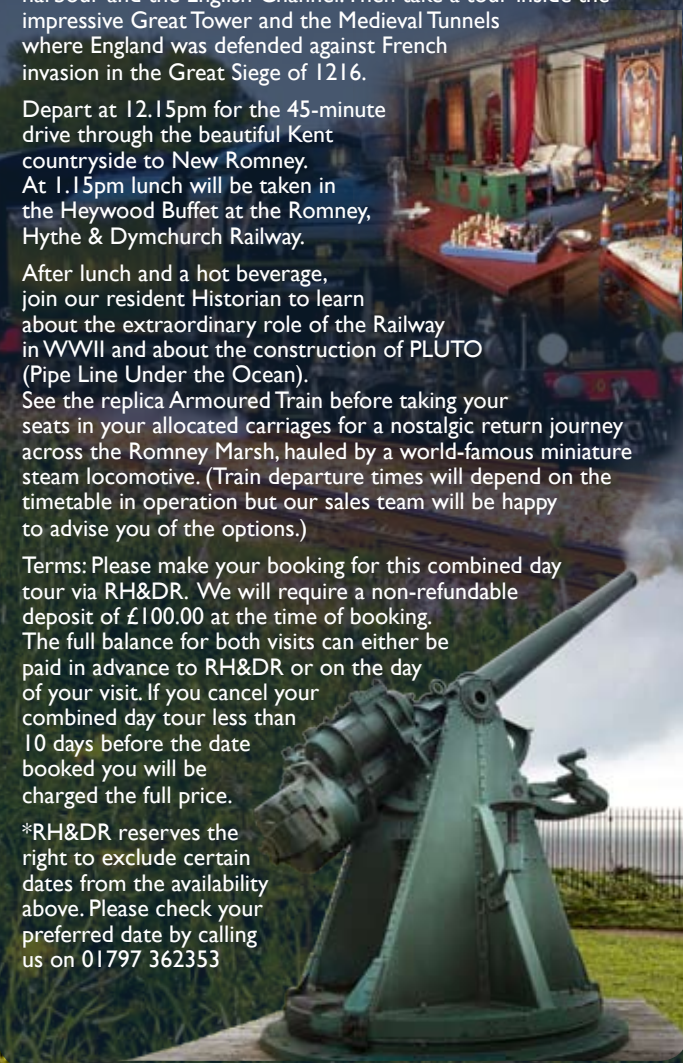 harbour and the English Channel. Then take a tour inside the
impressive Great Tower and the Medieval Tunnels
where England was defended against French
invasion in the Great Siege of 1216.
Depart at 12.15pm for the 45-minute
drive through the beautiful Kent
countryside to New Romney.
At 1.15pm lunch will be taken in
the Heywood Buffet at the Romney,
Hythe & Dymchurch Railway.
After lunch and a hot beverage,
join our resident Historian to learn
about the extraordinary role of the Railway
in WWII and about the construction of PLUTO
(Pipe Line Under the Ocean).
See the replica Armoured Train before taking your
seats in your allocated carriages for a nostalgic return journey
across the Romney Marsh, hauled by a world-famous miniature
steam locomotive. (Train departure times will depend on the
timetable in operation but our sales team will be happy
to advise you of the options.)
Terms: Please make your booking for this combined day
tour via RH&DR. We will require a non-refundable
deposit of £100.00 at the time of booking.
The full balance for both visits can either be
paid in advance to RH&DR or on the day
of your visit. If you cancel your
combined day tour less than
10 days before the date
booked you will be
charged the full price.
*RH&DR reserves the
right to exclude certain
dates from the availability
above. Please check your
preferred date by calling
us on 01797 362353